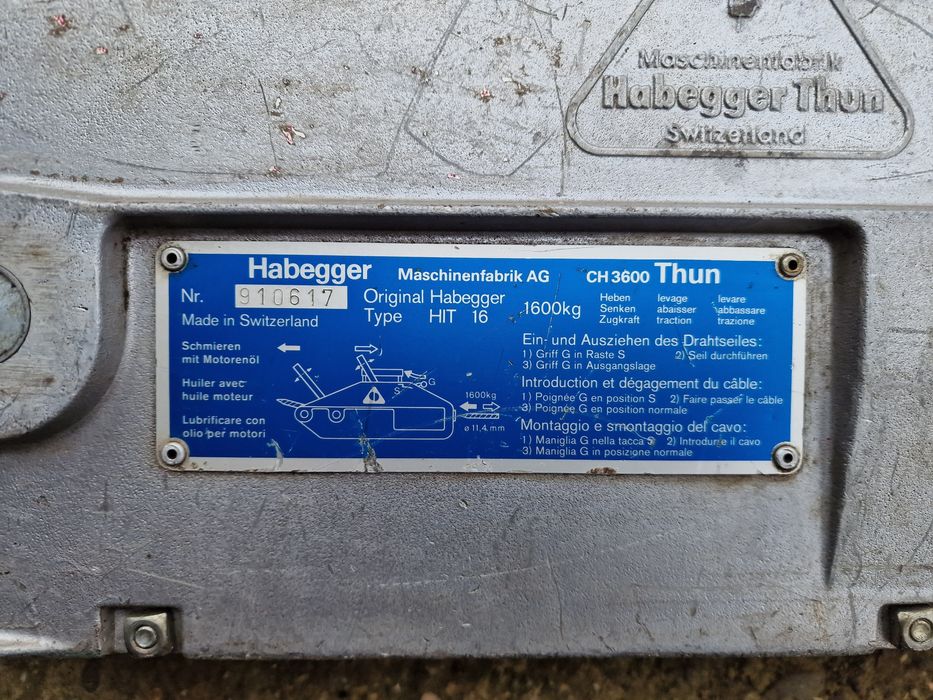 Maschinenfabrik
Habegger Thun
Switzerland
Habegger Maschinenfabrik AG CH 3600 Thun
Nr. 910617
Made in Switzerland
Original Habegger
Type HIT 16
1600kg
Heben levage levare
Senken abaisser abbassare
Zugkraft traction trazione
Schmieren
mit Motorenöl
Huiler avec
huile moteur
Lubrificare con
olio per motori
S G
1600kg
ø 11,4 mm
Ein- und Ausziehen des Drahtseiles:
1) Griff G in Raste S 2) Seil durchführen
3) Griff G in Ausgangslage
Introduction et dégagement du câble:
1) Poignée G en position S 2) Faire passer le câble
3) Poignée G en position normale
Montaggio e smontaggio del cavo:
1) Maniglia G nella tacca S 2) Introdurre il cavo
3) Maniglia G in posizione normale